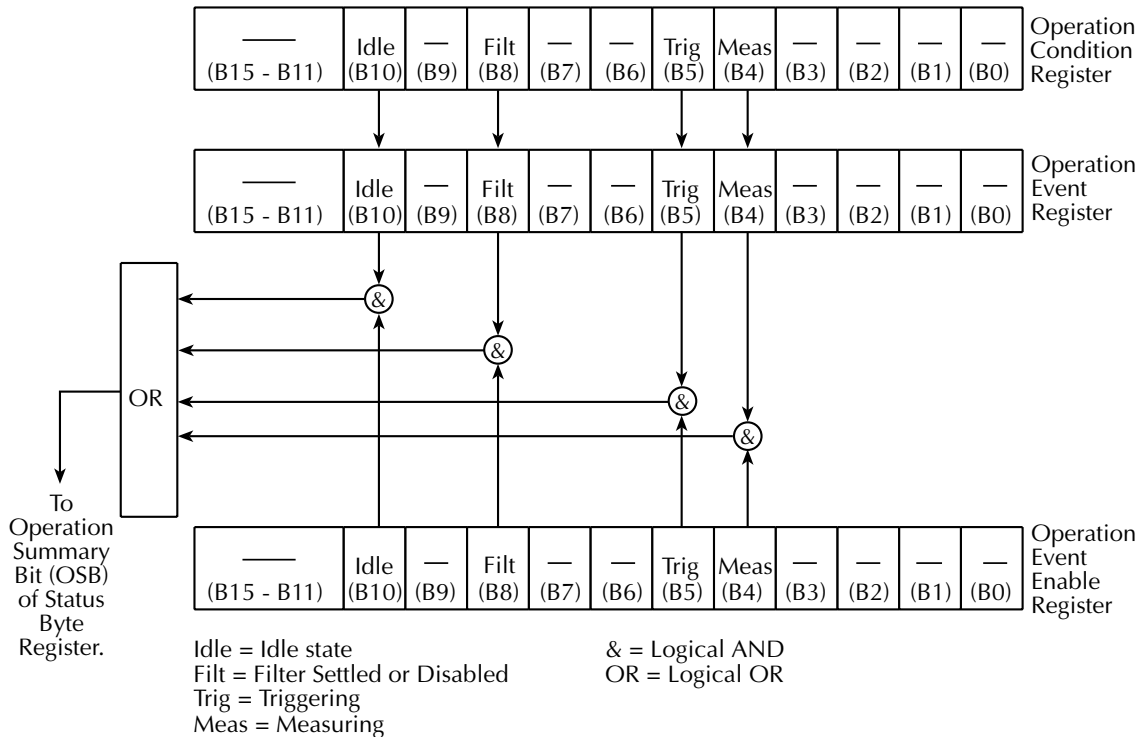 Idle Filt Trig Meas
(B15 - B11) (B10) (B9) (B8) (B7) (B6) (B5) (B4) (B3) (B2) (B1) (B0)
Operation
Condition
Register
Idle Filt Trig Meas
(B15 - B11) (B10) (B9) (B8) (B7) (B6) (B5) (B4) (B3) (B2) (B1) (B0)
Operation
Event
Register
&
&
&
&
OR
To
Operation
Summary
Bit (OSB)
of Status
Byte
Register.
Idle Filt Trig Meas
(B15 - B11) (B10) (B9) (B8) (B7) (B6) (B5) (B4) (B3) (B2) (B1) (B0)
Operation
Event
Enable
Register
Idle = Idle state
Filt = Filter Settled or Disabled
Trig = Triggering
Meas = Measuring
& = Logical AND
OR = Logical OR